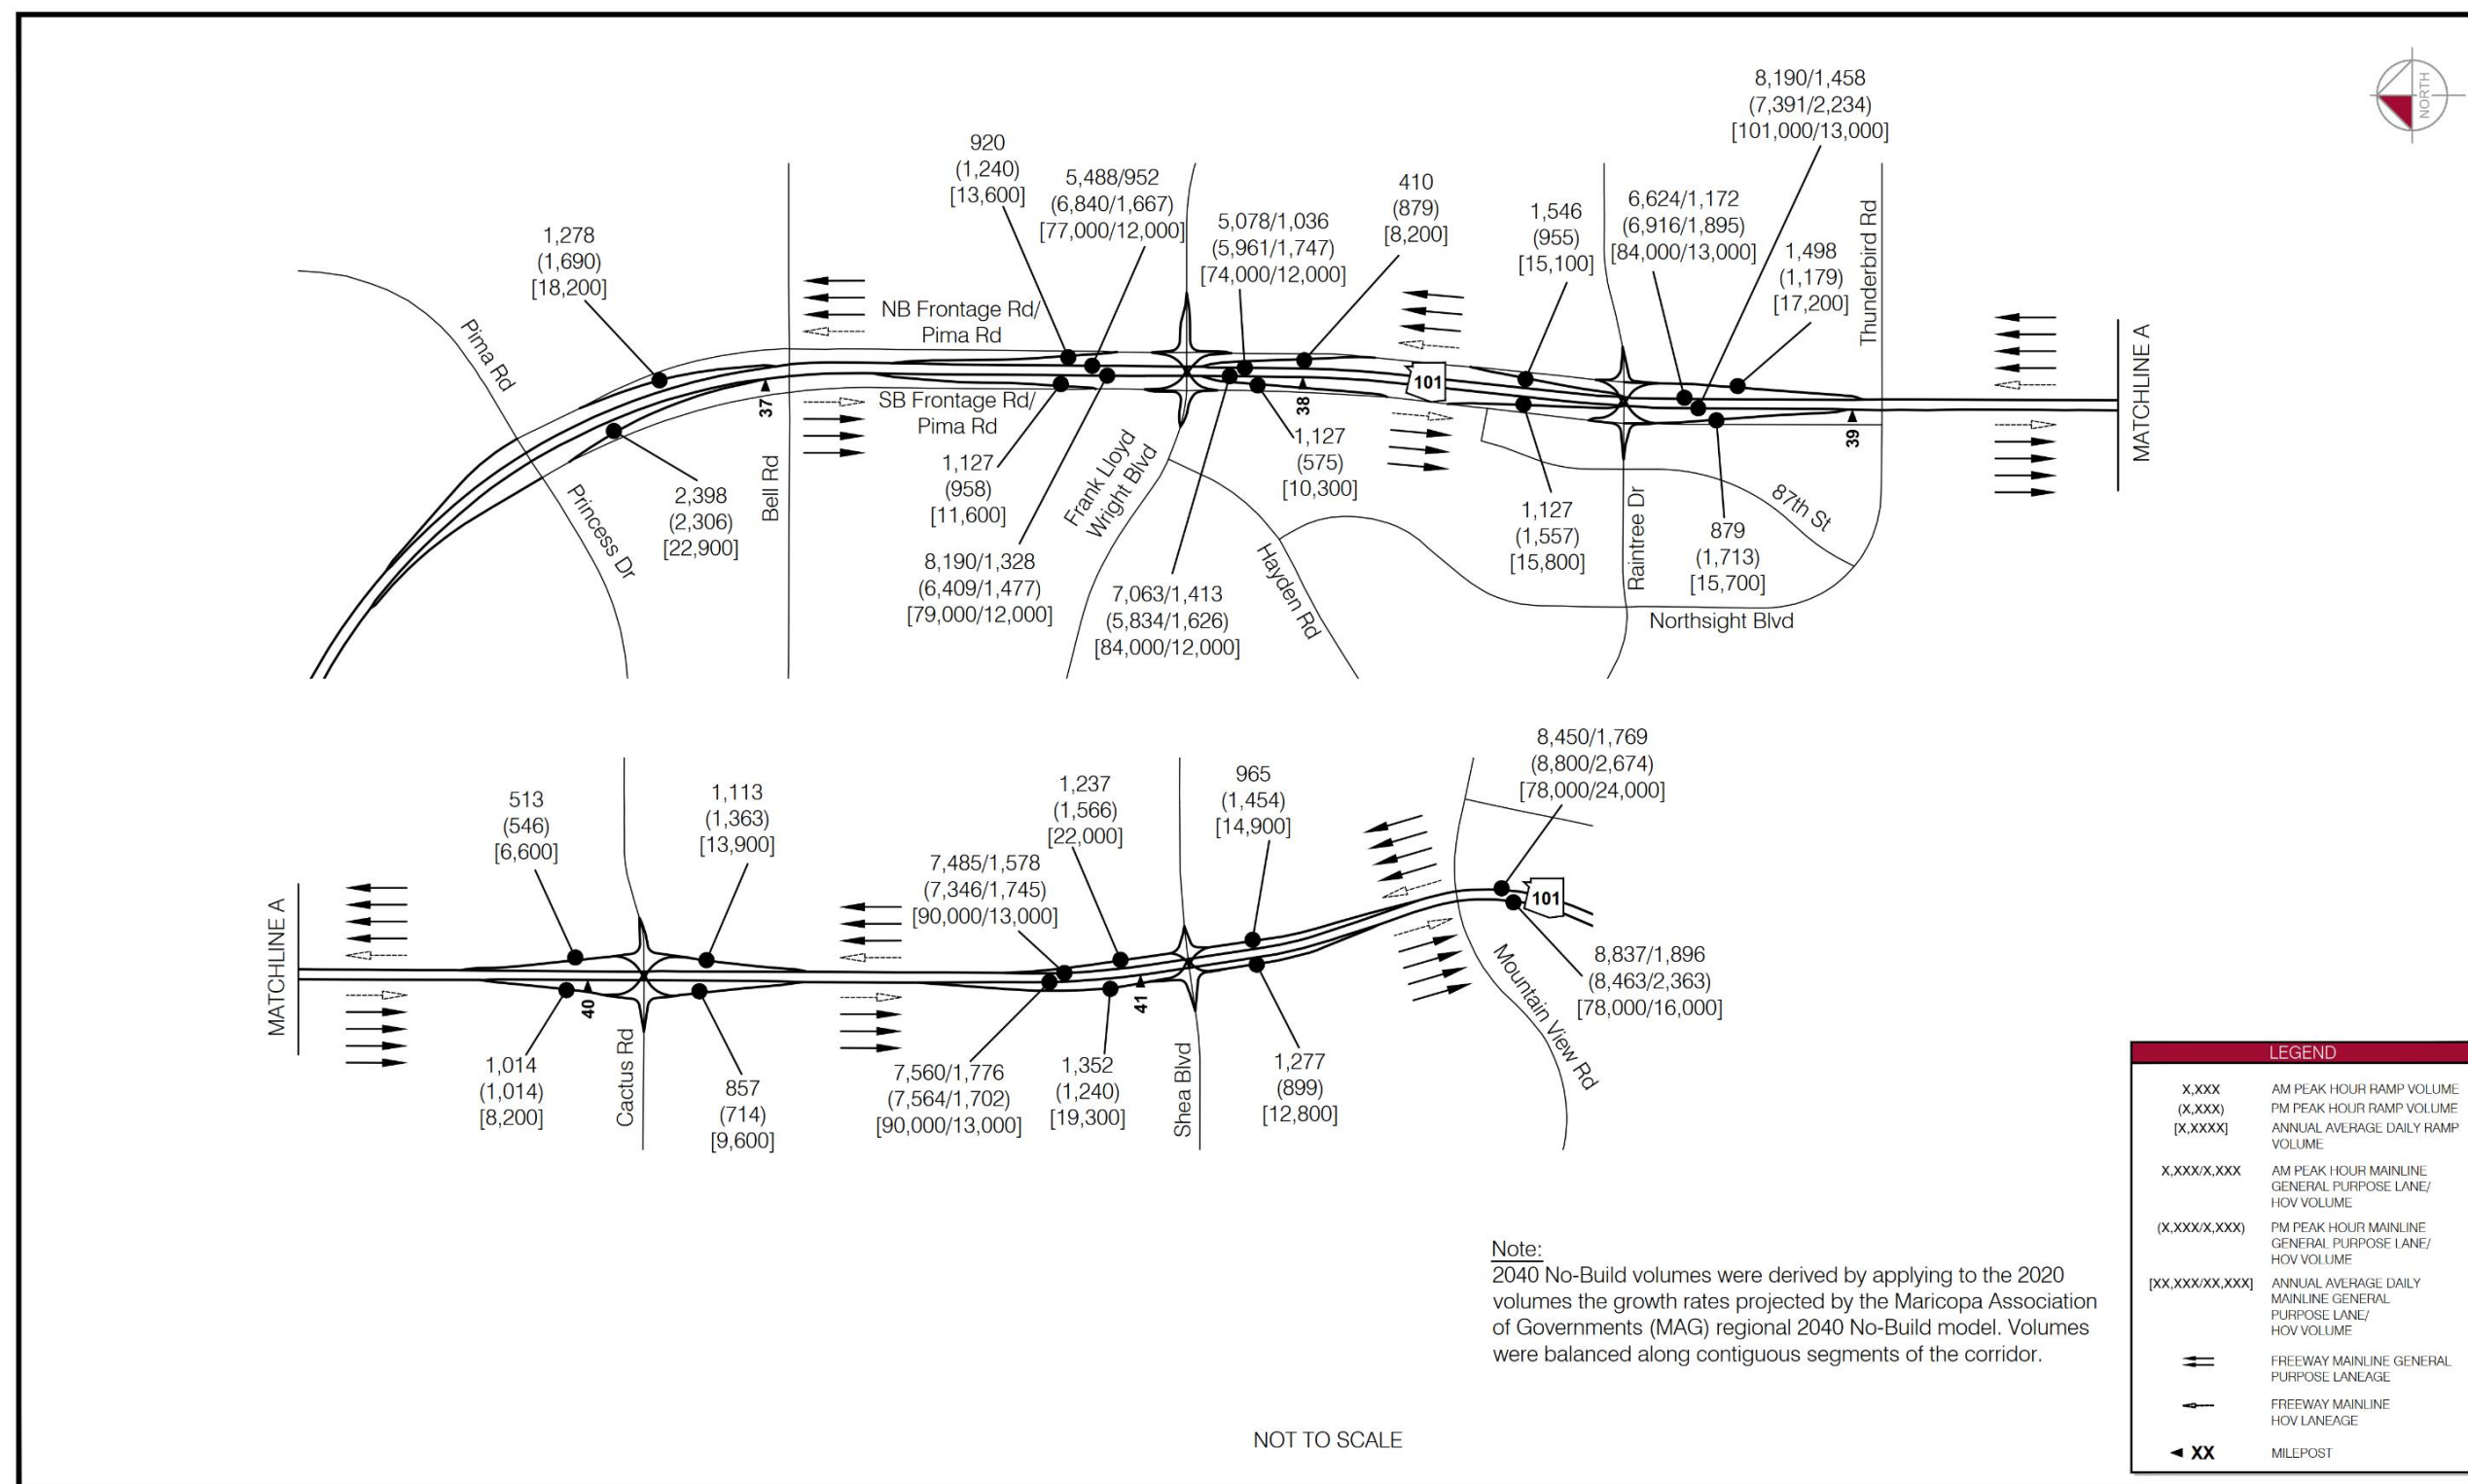 NORTH
8,190/1,458
(7,391/2,234)
[101,000/13,000]
920
(1,240)
[13,600]
5,488/952
(6,840/1,667)
[77,000/12,000]
410
(879)
[8,200]
1,278
(1,690)
[18,200]
5,078/1,036
(5,961/1,747)
[74,000/12,000]
1,546
(955)
[15,100]
6,624/1,172
(6,916/1,895)
[84,000/13,000]
1,498
(1,179)
[17,200]
Thunderbird Rd
Pima Rd
NB Frontage Rd/
Pima Rd
101
MATCHLINE A
37
SB Frontage Rd/
Pima Rd
38
39
2,398
(2,306)
[22,900]
Princess Dr
Bell Rd
1,127
(958)
[11,600]
Frank Lloyd
Wright Blvd
1,127
(575)
[10,300]
1,127
(1,557)
[15,800]
Raintree Dr
87th St
879
(1,713)
[15,700]
8,190/1,328
(6,409/1,477)
[79,000/12,000]
7,063/1,413
(5,834/1,626)
[84,000/12,000]
Hayden Rd
Northsight Blvd
8,450/1,769
(8,800/2,674)
[78,000/24,000]
513
(546)
[6,600]
1,113
(1,363)
[13,900]
1,237
(1,566)
[22,000]
965
(1,454)
[14,900]
7,485/1,578
(7,346/1,745)
[90,000/13,000]
MATCHLINE A
101
40
41
8,837/1,896
(8,463/2,363)
[78,000/16,000]
Mountain View Rd
1,014
(1,014)
[8,200]
Cactus Rd
857
(714)
[9,600]
7,560/1,776
(7,564/1,702)
[90,000/13,000]
1,352
(1,240)
[19,300]
Shea Blvd
1,277
(899)
[12,800]
LEGEND
X,XXX AM PEAK HOUR RAMP VOLUME
(X,XXX) PM PEAK HOUR RAMP VOLUME
[X,XXXX] ANNUAL AVERAGE DAILY RAMP
VOLUME
X,XXX/X,XXX AM PEAK HOUR MAINLINE
GENERAL PURPOSE LANE/
HOV VOLUME
(X,XXX/X,XXX) PM PEAK HOUR MAINLINE
GENERAL PURPOSE LANE/
HOV VOLUME
[XX,XXX/XX,XXX] ANNUAL AVERAGE DAILY
MAINLINE GENERAL
PURPOSE LANE/
HOV VOLUME
FREEWAY MAINLINE GENERAL
PURPOSE LANEAGE
FREEWAY MAINLINE
HOV LANEAGE
XX MILEPOST
Note:
2040 No-Build volumes were derived by applying to the 2020
volumes the growth rates projected by the Maricopa Association
of Governments (MAG) regional 2040 No-Build model. Volumes
were balanced along contiguous segments of the corridor.
NOT TO SCALE